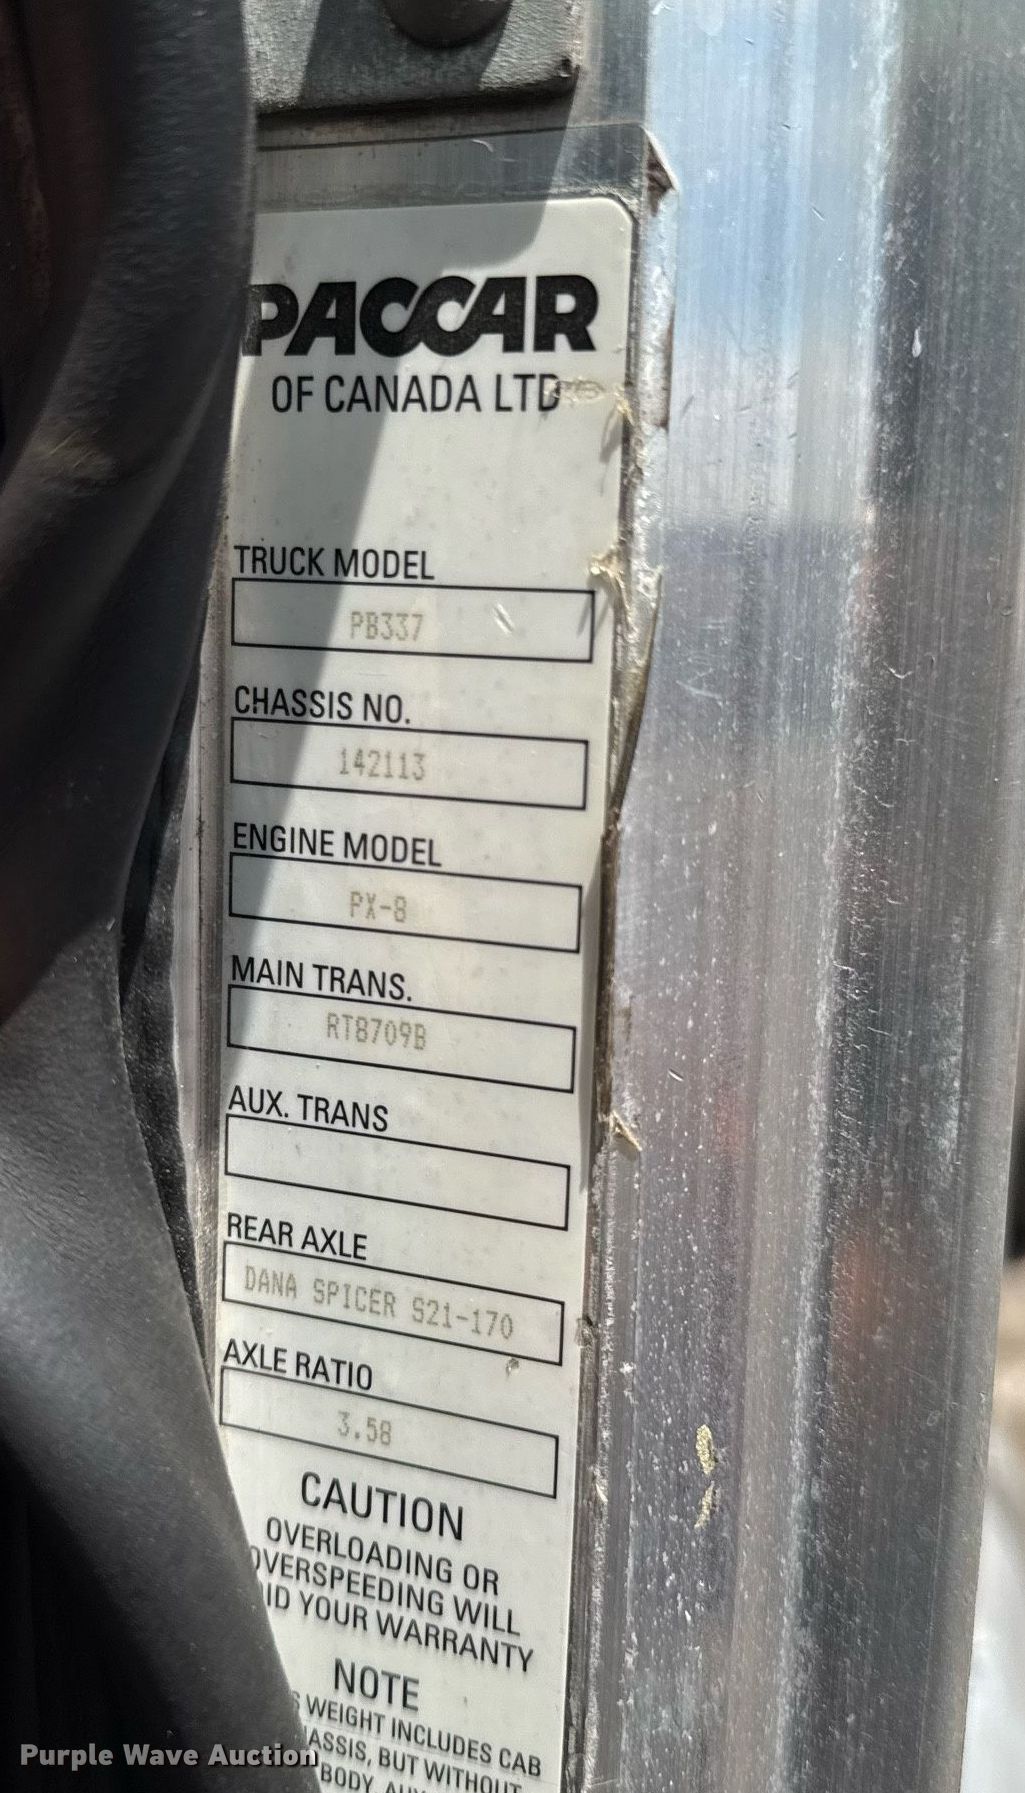 PACCAR
OF CANADA LTD
TRUCK MODEL
PB337
CHASSIS NO.
142113
ENGINE MODEL
PX-8
MAIN TRANS.
RT8709B
AUX. TRANS
REAR AXLE
DANA SPICER S21-170
AXLE RATIO
3.58
CAUTION
OVERLOADING OR
OVERSPEEDING WILL
YOUR WARRANTY
NOTE
WEIGHT INCLUDES CAB
BUT WITHOUT
BODY,
Purple Wave Auction